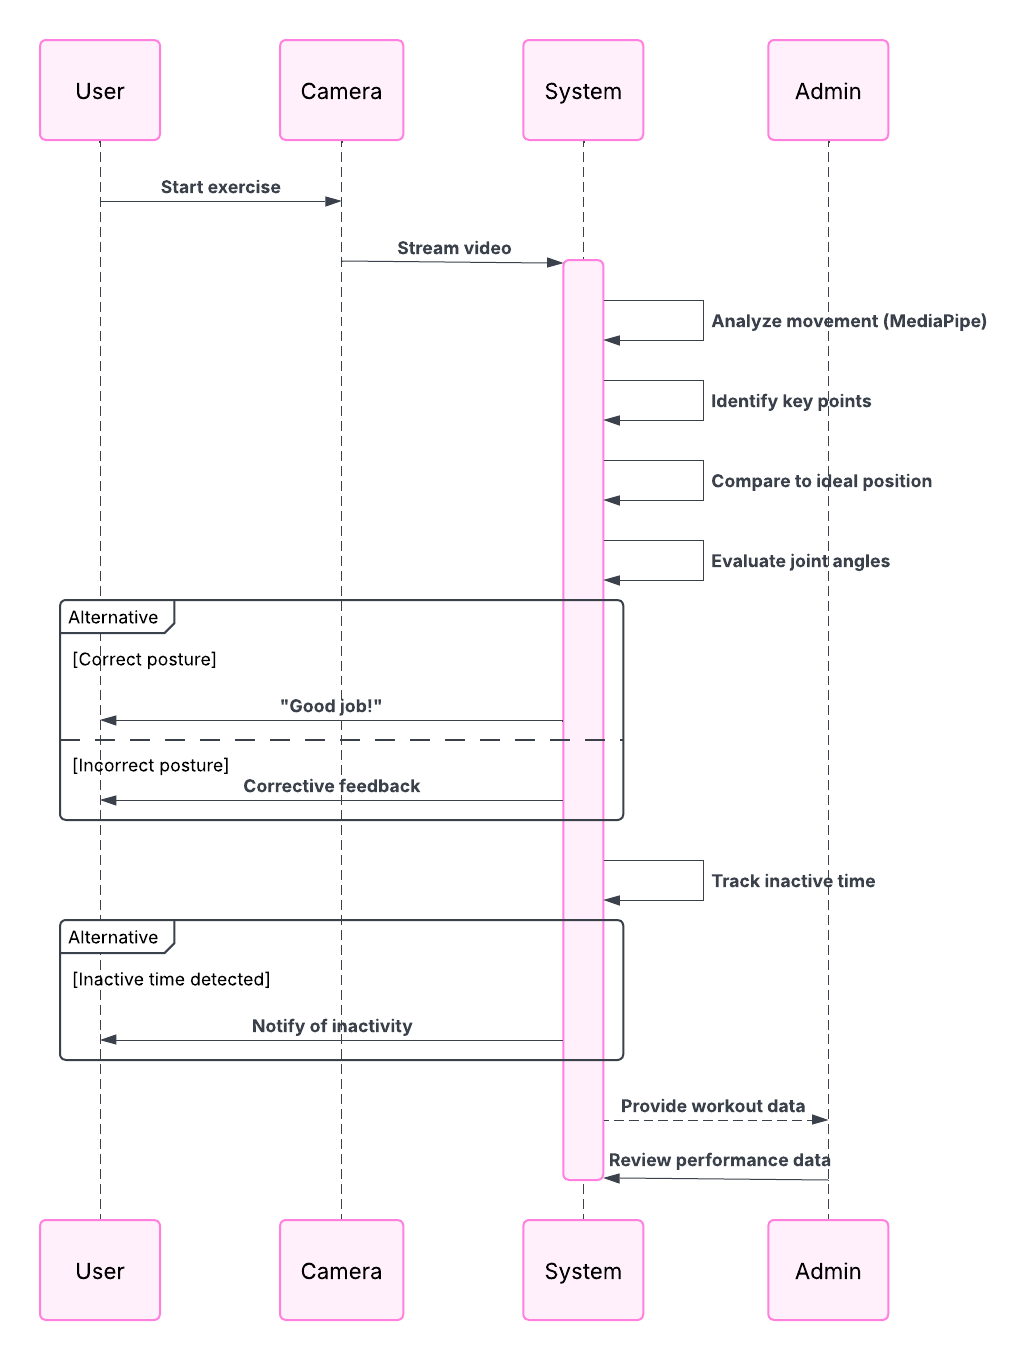 User
Camera
System
Admin
Start exercise
Stream video
Analyze movement (MediaPipe)
Identify key points
Compare to ideal position
Evaluate joint angles
Alternative
[Correct posture]
"Good job!"
[Incorrect posture]
Corrective feedback
Track inactive time
Alternative
[Inactive time detected]
Notify of inactivity
Provide workout data
Review performance data
User
Camera
System
Admin